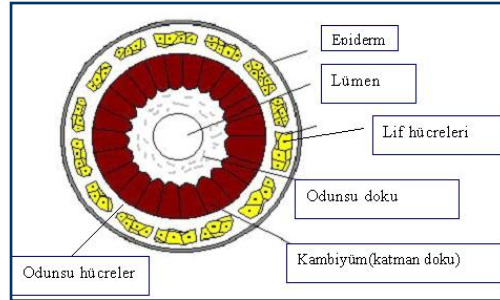 Epiderm
Lümen
Lif hücreleri
Odunsu doku
Kambiyüm(katman doku)
Odunsu hücreler